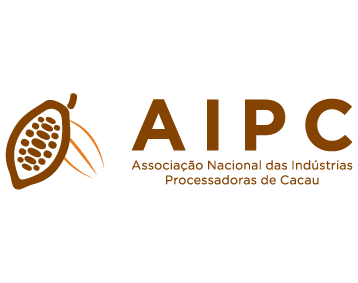 AIPC
Associação Nacional das Indústrias
Processadoras de Cacau